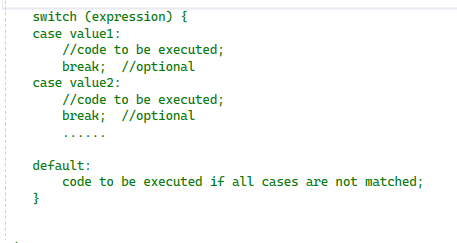 switch (expression) {
case value1:
    //code to be executed;
    break;  //optional
case value2:
    //code to be executed;
    break;  //optional
    ......

default:
    code to be executed if all cases are not matched;
}